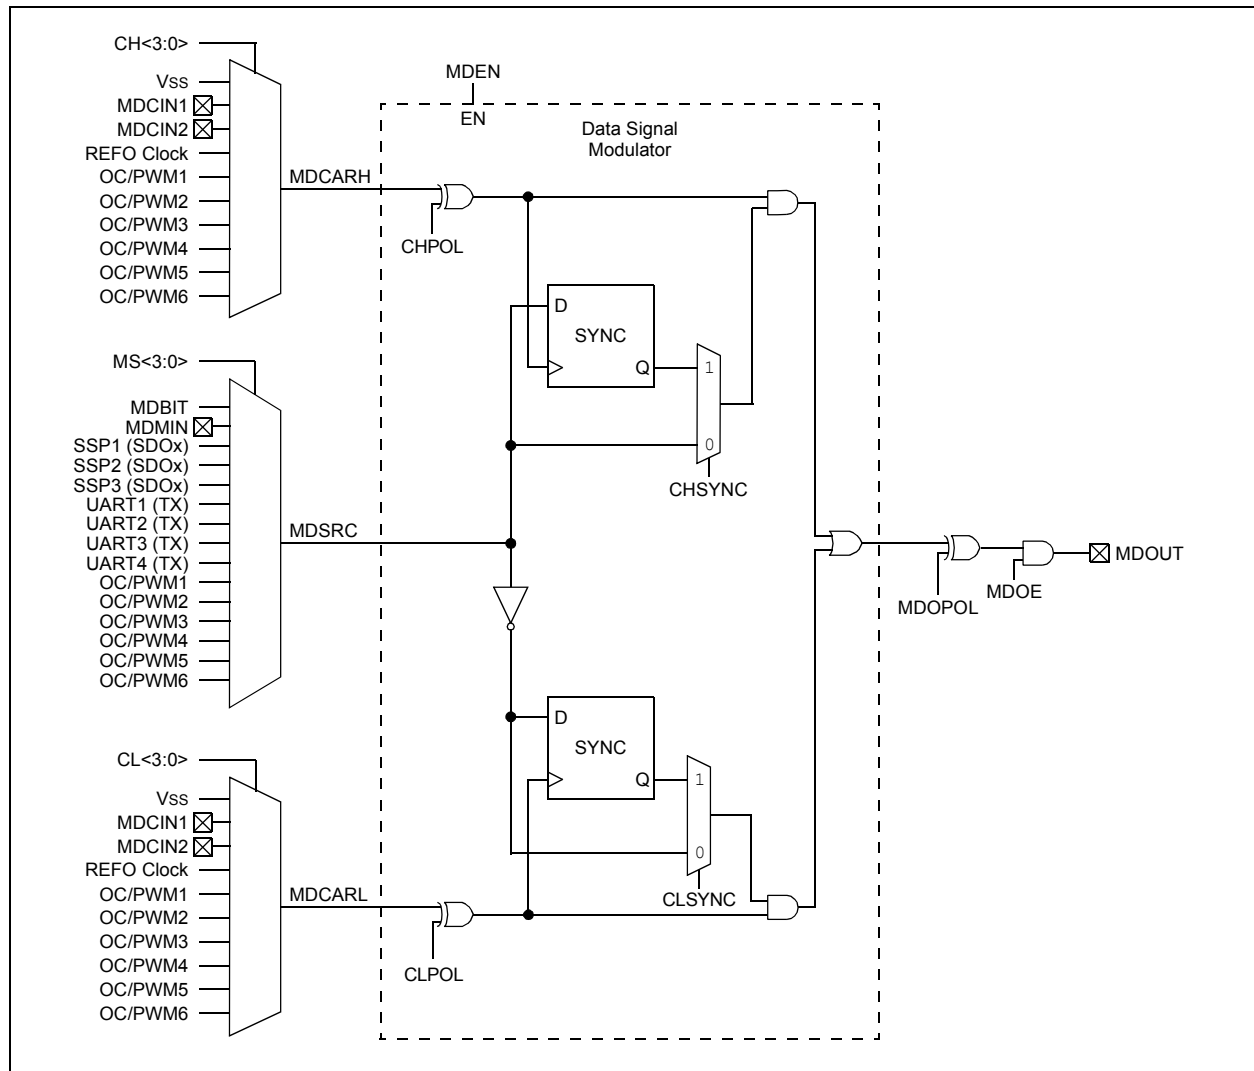 CH<3:0>
VSS
MDCIN1
MDCIN2
REFO Clock
OC/PWM1
OC/PWM2
OC/PWM3
OC/PWM4
OC/PWM5
OC/PWM6
MDCARH
MDEN
EN
Data Signal
Modulator
CHPOL
D
SYNC
Q
1
0
CHSYNC
MS<3:0>
MDBIT
MDMIN
SSP1 (SDOx)
SSP2 (SDOx)
SSP3 (SDOx)
UART1 (TX)
UART2 (TX)
UART3 (TX)
UART4 (TX)
OC/PWM1
OC/PWM2
OC/PWM3
OC/PWM4
OC/PWM5
OC/PWM6
MDSRC
MDOPOL
MDOE
MDOUT
D
SYNC
Q
1
0
CLSYNC
CL<3:0>
VSS
MDCIN1
MDCIN2
REFO Clock
OC/PWM1
OC/PWM2
OC/PWM3
OC/PWM4
OC/PWM5
OC/PWM6
MDCARL
CLPOL